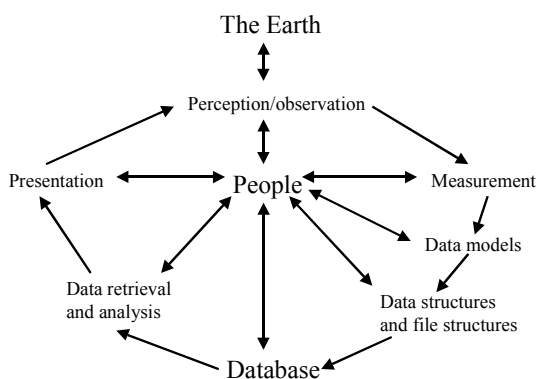 The Earth
Perception/observation
Presentation
People
Measurement
Data models
Data retrieval
and analysis
Data structures
and file structures
Database